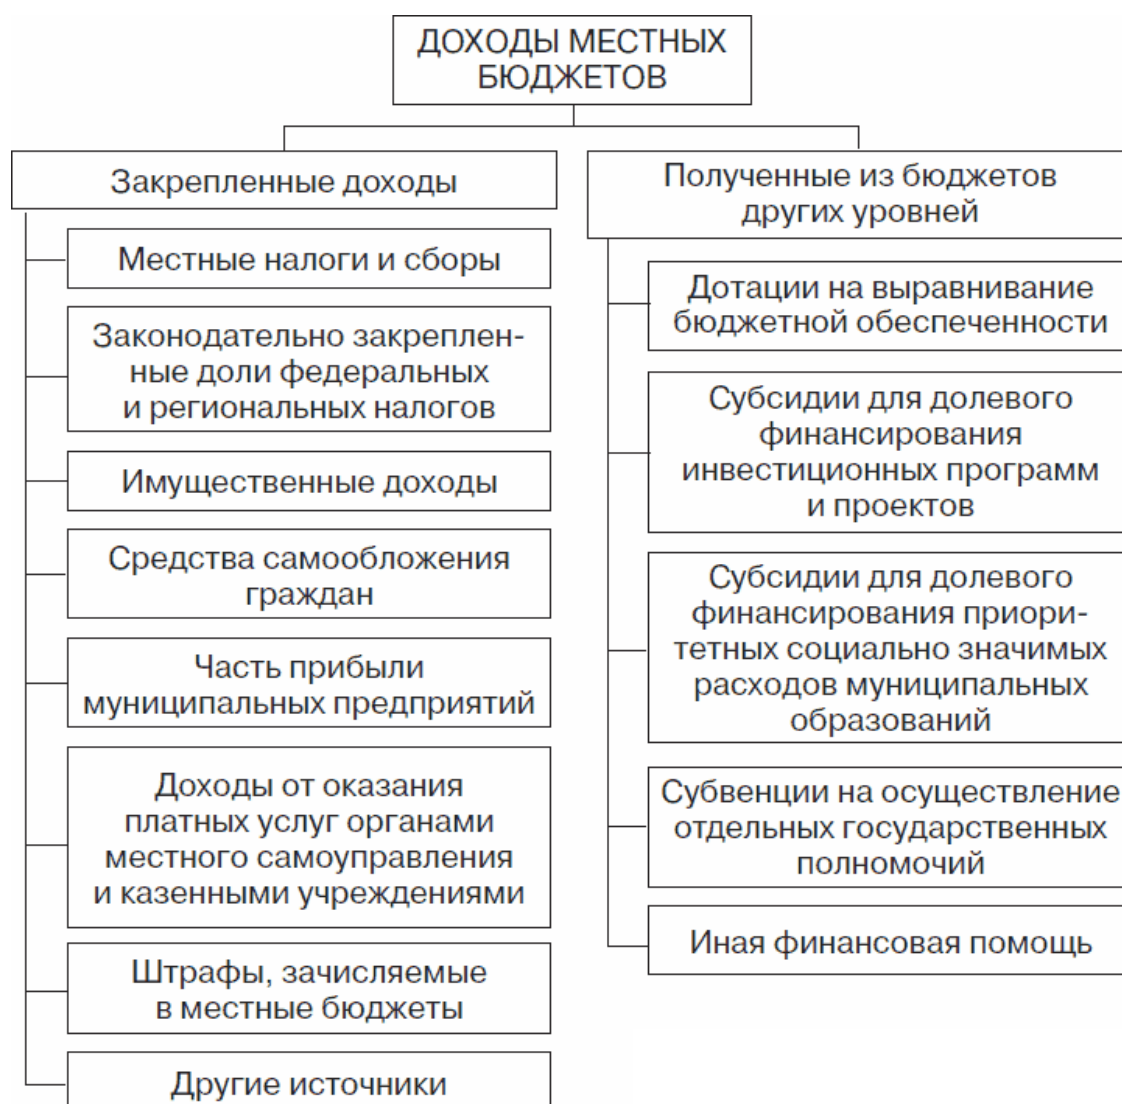 ДОХОДЫ МЕСТНЫХ
БЮДЖЕТОВ
Закрепленные доходы
Местные налоги и сборы
Законодательно закреплен-
ные доли федеральных
и региональных налогов
Имущественные доходы
Средства самообложения
граждан
Часть прибыли
муниципальных предприятий
Доходы от оказания
платных услуг органами
местного самоуправления
и казенными учреждениями
Штрафы, зачисляемые
в местные бюджеты
Другие источники
Полученные из бюджетов
других уровней
Дотации на выравнивание
бюджетной обеспеченности
Субсидии для долевого
финансирования
инвестиционных программ
и проектов
Субсидии для долевого
финансирования приори-
тетных социально значимых
расходов муниципальных
образований
Субвенции на осуществление
отдельных государственных
полномочий
Иная финансовая помощь